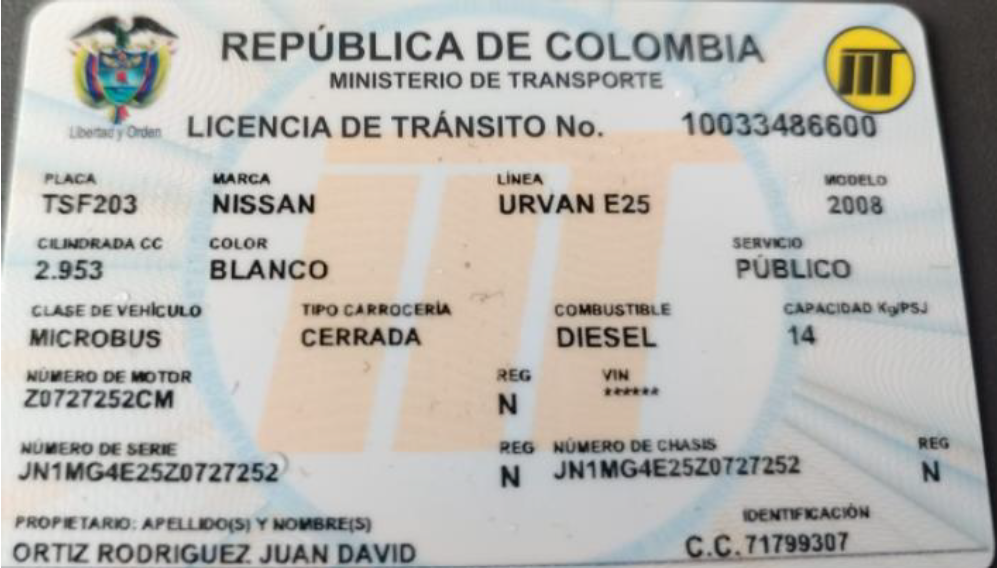 REPÚBLICA DE COLOMBIA
MINISTERIO DE TRANSPORTE
Libertad y Orden
LICENCIA DE TRÁNSITO No. 10033486600
PLACA MARCA LÍNEA MODELO
TSF203 NISSAN URVAN E25 2008
CILINDRADA CC COLOR SERVICIO
2.953 BLANCO PÚBLICO
CLASE DE VEHÍCULO TIPO CARROCERÍA COMBUSTIBLE CAPACIDAD Kg/PSJ
MICROBUS CERRADA DIESEL 14
NÚMERO DE MOTOR REG VIN
Z0727252CM N ******
NÚMERO DE SERIE REG NÚMERO DE CHASIS REG
JN1MG4E25Z0727252 N JN1MG4E25Z0727252 N
PROPIETARIO: APELLIDO(S) Y NOMBRE(S) IDENTIFICACIÓN
ORTIZ RODRIGUEZ JUAN DAVID C.C. 71799307